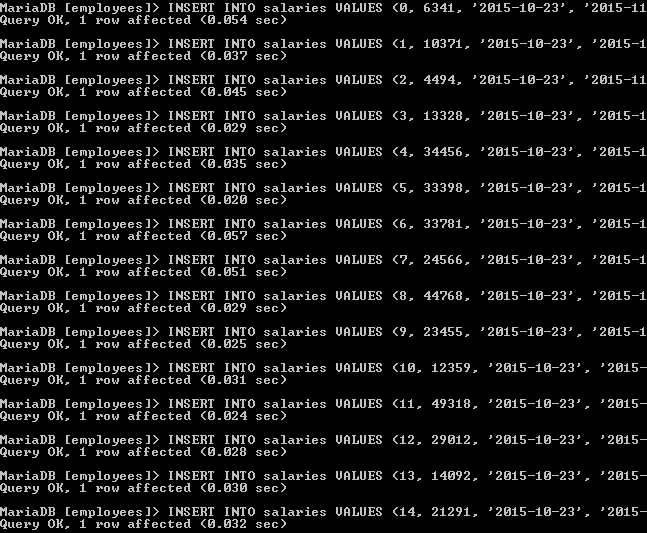 MariaDB [employees]> INSERT INTO salaries VALUES (0, 6341, '2015-10-23', '2015-11
Query OK, 1 row affected (0.054 sec)
MariaDB [employees]> INSERT INTO salaries VALUES (1, 10371, '2015-10-23', '2015-1
Query OK, 1 row affected (0.037 sec)
MariaDB [employees]> INSERT INTO salaries VALUES (2, 4494, '2015-10-23', '2015-11
Query OK, 1 row affected (0.045 sec)
MariaDB [employees]> INSERT INTO salaries VALUES (3, 13328, '2015-10-23', '2015-1
Query OK, 1 row affected (0.029 sec)
MariaDB [employees]> INSERT INTO salaries VALUES (4, 34456, '2015-10-23', '2015-1
Query OK, 1 row affected (0.035 sec)
MariaDB [employees]> INSERT INTO salaries VALUES (5, 33398, '2015-10-23', '2015-1
Query OK, 1 row affected (0.020 sec)
MariaDB [employees]> INSERT INTO salaries VALUES (6, 33781, '2015-10-23', '2015-1
Query OK, 1 row affected (0.057 sec)
MariaDB [employees]> INSERT INTO salaries VALUES (7, 24566, '2015-10-23', '2015-1
Query OK, 1 row affected (0.051 sec)
MariaDB [employees]> INSERT INTO salaries VALUES (8, 44768, '2015-10-23', '2015-1
Query OK, 1 row affected (0.029 sec)
MariaDB [employees]> INSERT INTO salaries VALUES (9, 23455, '2015-10-23', '2015-1
Query OK, 1 row affected (0.025 sec)
MariaDB [employees]> INSERT INTO salaries VALUES (10, 12359, '2015-10-23', '2015-
Query OK, 1 row affected (0.031 sec)
MariaDB [employees]> INSERT INTO salaries VALUES (11, 49318, '2015-10-23', '2015-
Query OK, 1 row affected (0.024 sec)
MariaDB [employees]> INSERT INTO salaries VALUES (12, 29012, '2015-10-23', '2015-
Query OK, 1 row affected (0.028 sec)
MariaDB [employees]> INSERT INTO salaries VALUES (13, 14092, '2015-10-23', '2015-
Query OK, 1 row affected (0.030 sec)
MariaDB [employees]> INSERT INTO salaries VALUES (14, 21291, '2015-10-23', '2015-
Query OK, 1 row affected (0.032 sec)